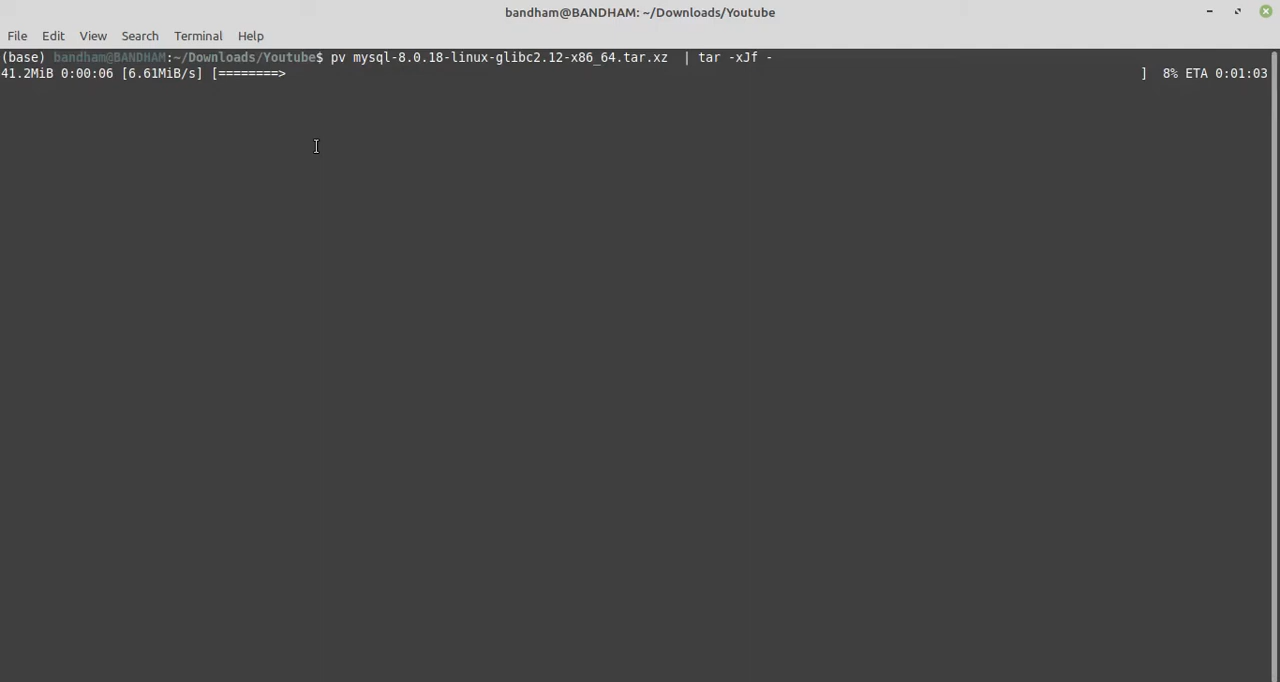 bandham@BANDHAM: ~/Downloads/Youtube
File Edit View Search Terminal Help
(base) bandham@BANDHAM:~/Downloads/Youtube$ pv mysql-8.0.18-linux-glibc2.12-x86_64.tar.xz  | tar -xJf -
41.2MiB 0:00:06 [6.61MiB/s] [========>                ]  8% ETA 0:01:03